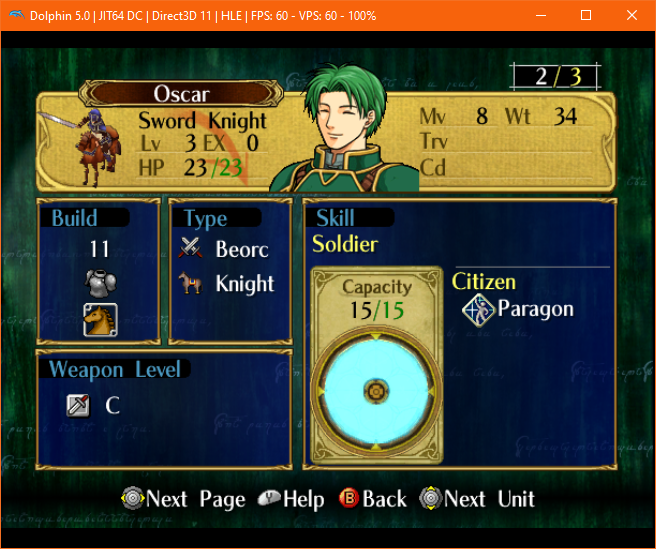 Dolphin 5.0 | JIT64 DC | Direct3D 11 | HLE | FPS: 60 - VPS: 60 - 100%
2 / 3
Oscar
Sword Knight
Lv 3 EX 0
HP 23/23
Mv 8 Wt 34
Trv
Cd
Build
11
Type
Beorc
Knight
Weapon Level
C
Skill
Soldier
Capacity
15/15
Citizen
Paragon
Next Page Help B Back Next Unit